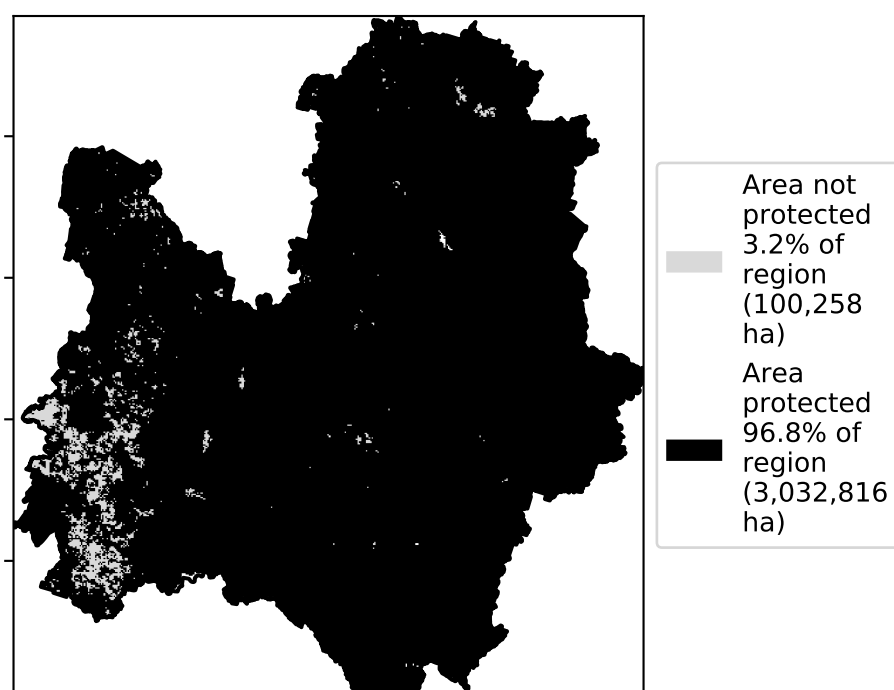 Area not
protected
3.2% of
region
(100,258
ha)
Area
protected
96.8% of
region
(3,032,816
ha)